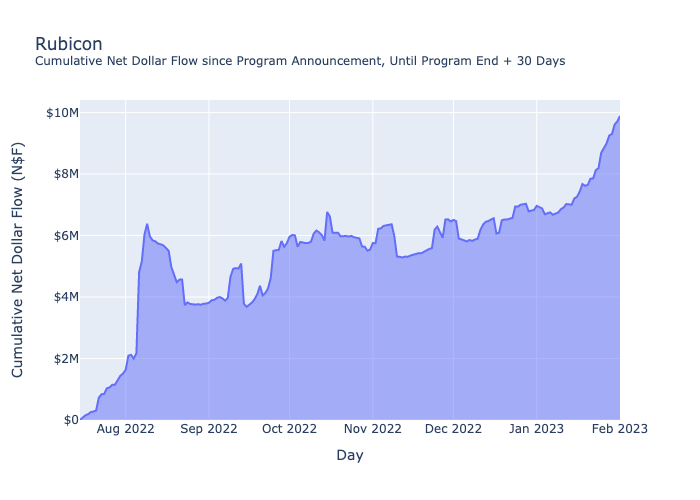 Rubicon
Cumulative Net Dollar Flow since Program Announcement, Until Program End + 30 Days
Cumulative Net Dollar Flow (N$F)
$10M
$8M
$6M
$4M
$2M
$0
Aug 2022 Sep 2022 Oct 2022 Nov 2022 Dec 2022 Jan 2023 Feb 2023
Day